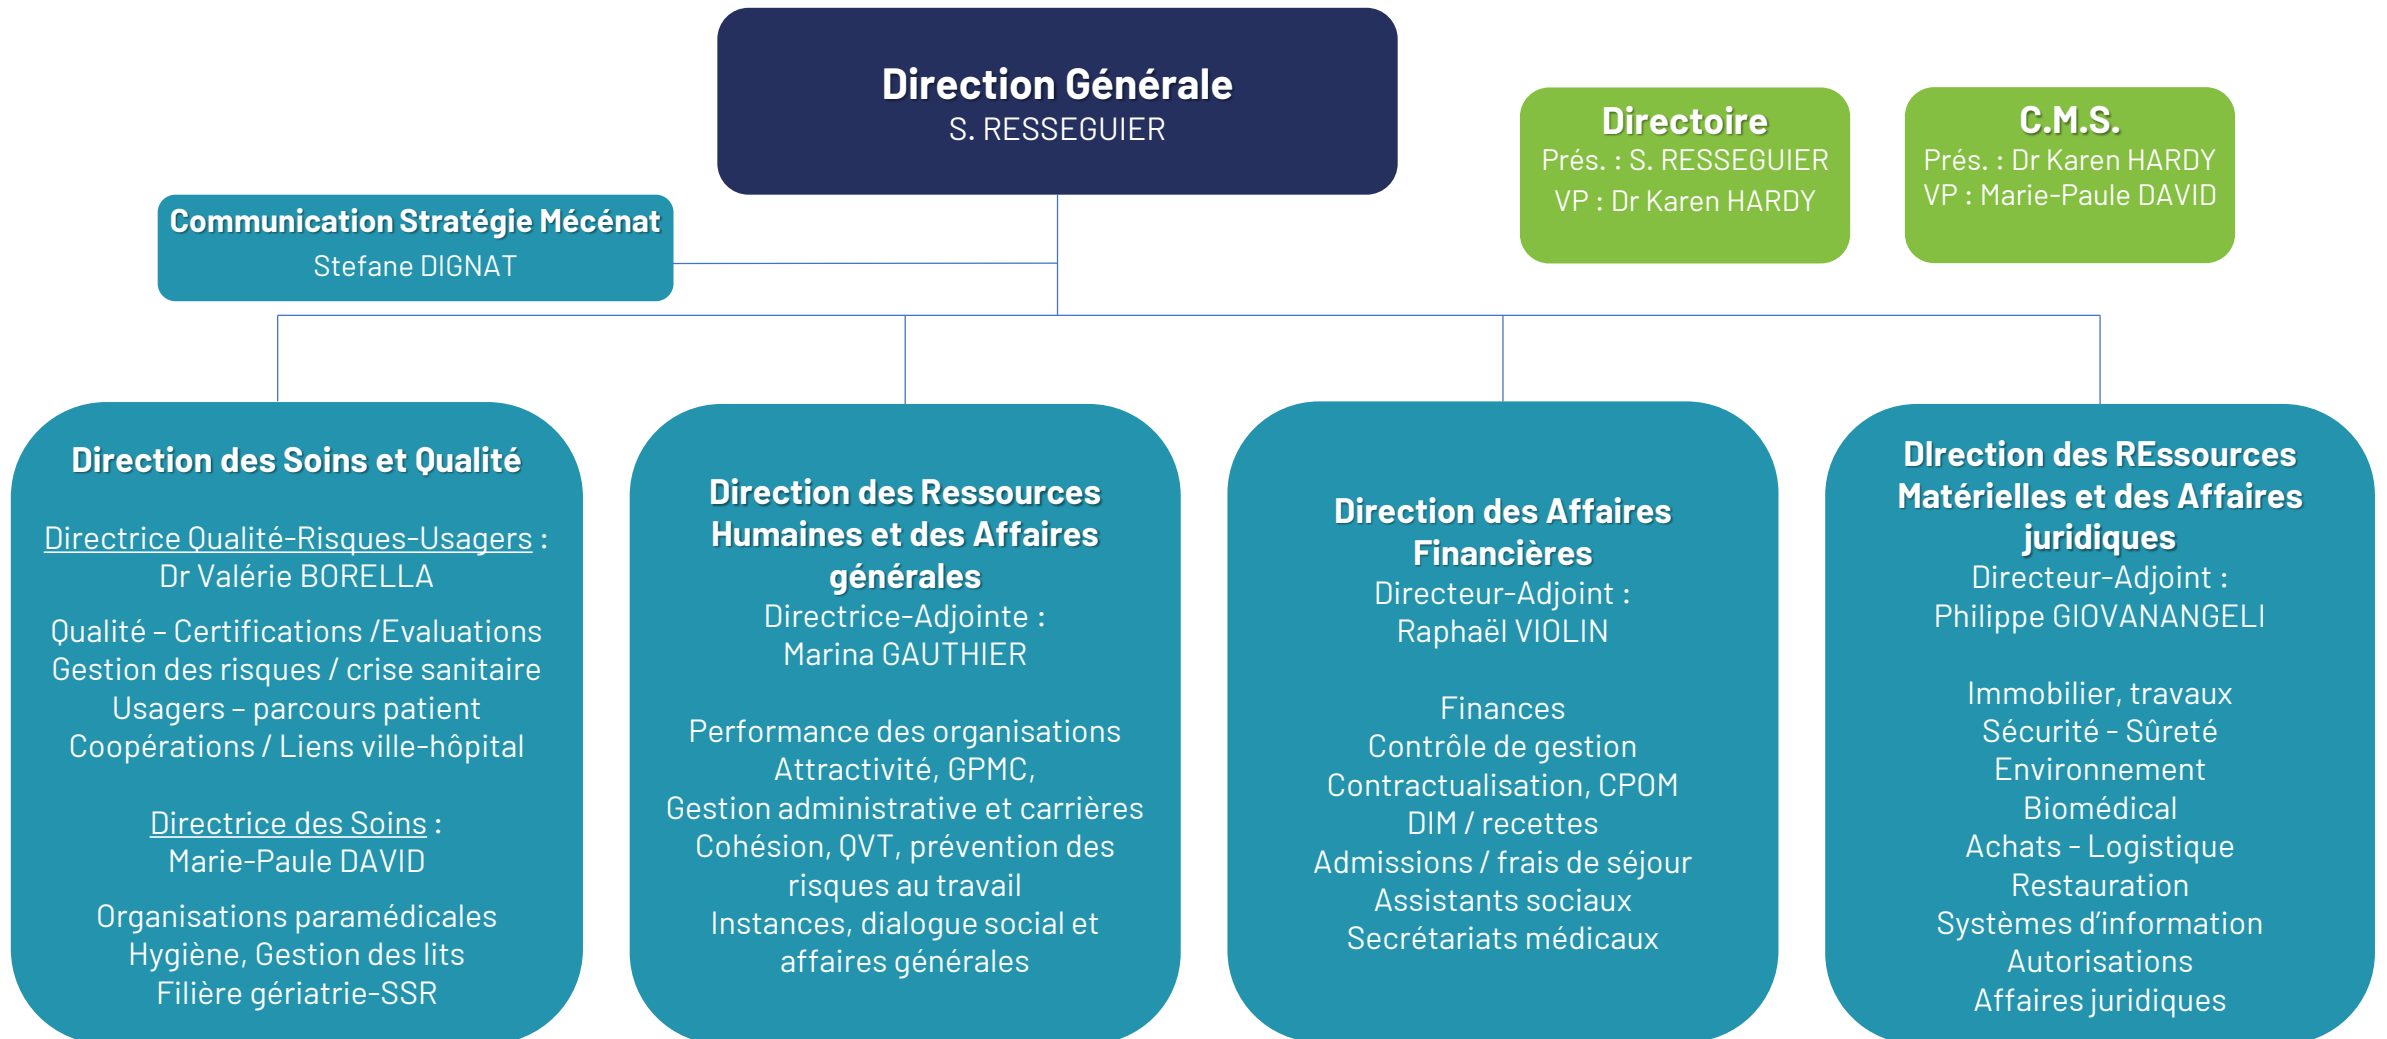 Direction Générale
S. RESSEGUIER
Directoire
Prés. : S. RESSEGUIER
VP : Dr Karen HARDY
C.M.S.
Prés. : Dr Karen HARDY
VP : Marie-Paule DAVID
Communication Stratégie Mécénat
Stefane DIGNAT
Direction des Soins et Qualité
Directrice Qualité-Risques-Usagers :
Dr Valérie BORELLA
Qualité – Certifications /Evaluations
Gestion des risques / crise sanitaire
Usagers – parcours patient
Coopérations / Liens ville-hôpital
Directrice des Soins :
Marie-Paule DAVID
Organisations paramédicales
Hygiène, Gestion des lits
Filière gériatrie-SSR
Direction des Ressources
Humaines et des Affaires
générales
Directrice-Adjointe :
Marina GAUTHIER
Performance des organisations
Attractivité, GPMC,
Gestion administrative et carrières
Cohésion, QVT, prévention des
risques au travail
Instances, dialogue social et
affaires générales
Direction des Affaires
Financières
Directeur-Adjoint :
Raphaël VIOLIN
Finances
Contrôle de gestion
Contractualisation, CPOM
DIM / recettes
Admissions / frais de séjour
Assistants sociaux
Secrétariats médicaux
DIrection des REssources
Matérielles et des Affaires
juridiques
Directeur-Adjoint :
Philippe GIOVANANGELI
Immobilier, travaux
Sécurité - Sûreté
Environnement
Biomédical
Achats - Logistique
Restauration
Systèmes d’information
Autorisations
Affaires juridiques